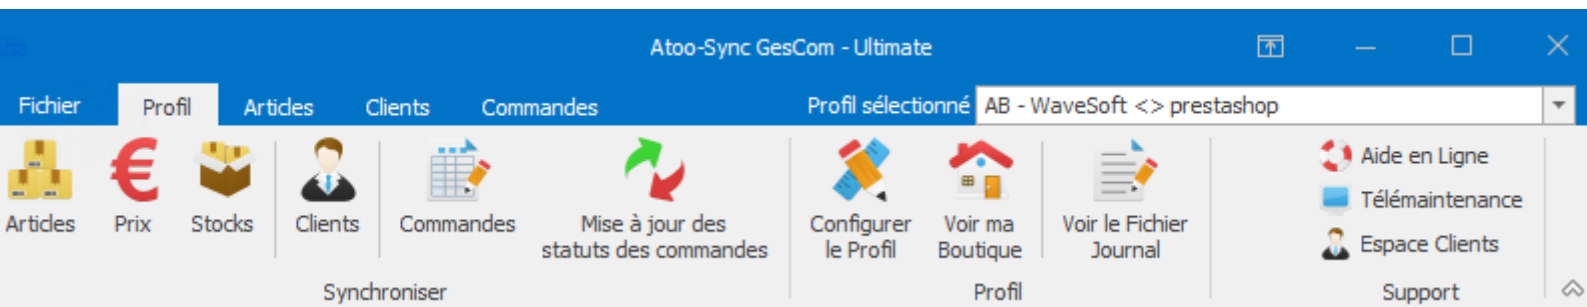 Atoo-Sync GesCom - Ultimate
Fichier Profil Articles Clients Commandes Profil sélectionné AB - WaveSoft <> prestashop
Articles Prix Stocks Clients Commandes Mise à jour des statuts des commandes Configurer le Profil Voir ma Boutique Voir le Fichier Journal
Aide en Ligne
Télémaintenance
Espace Clients
Synchroniser Profil Support